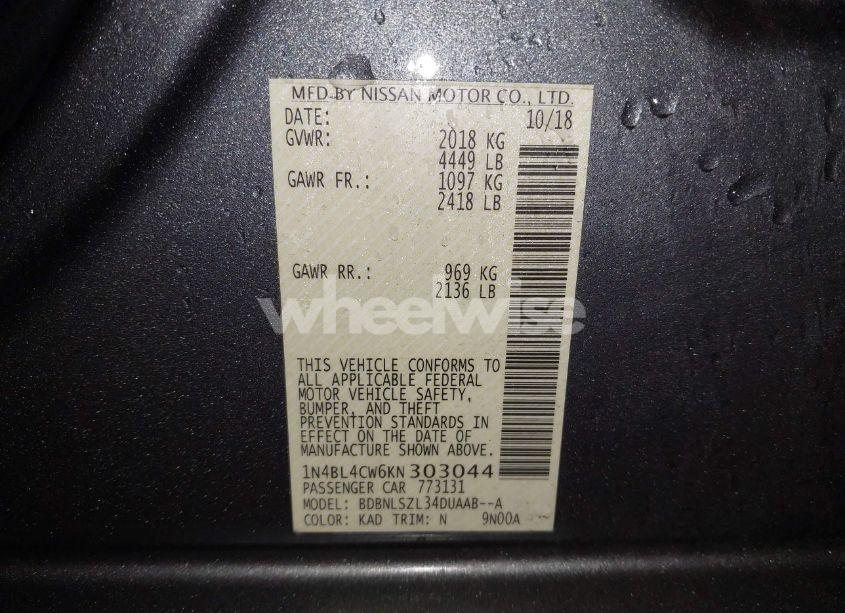 MFD BY NISSAN MOTOR CO., LTD.
DATE: 10/18
GVWR: 2018 KG
4449 LB
GAWR FR.: 1097 KG
2418 LB
GAWR RR.: 969 KG
2136 LB
wheelwise
THIS VEHICLE CONFORMS TO
ALL APPLICABLE FEDERAL
MOTOR VEHICLE SAFETY,
BUMPER, AND THEFT
PREVENTION STANDARDS IN
EFFECT ON THE DATE OF
MANUFACTURE SHOWN ABOVE.
1N4BL4CW6KN303044
PASSENGER CAR 773131
MODEL: BDBNLSZL34DUAAB--A
COLOR: KAD TRIM: N 9N00A